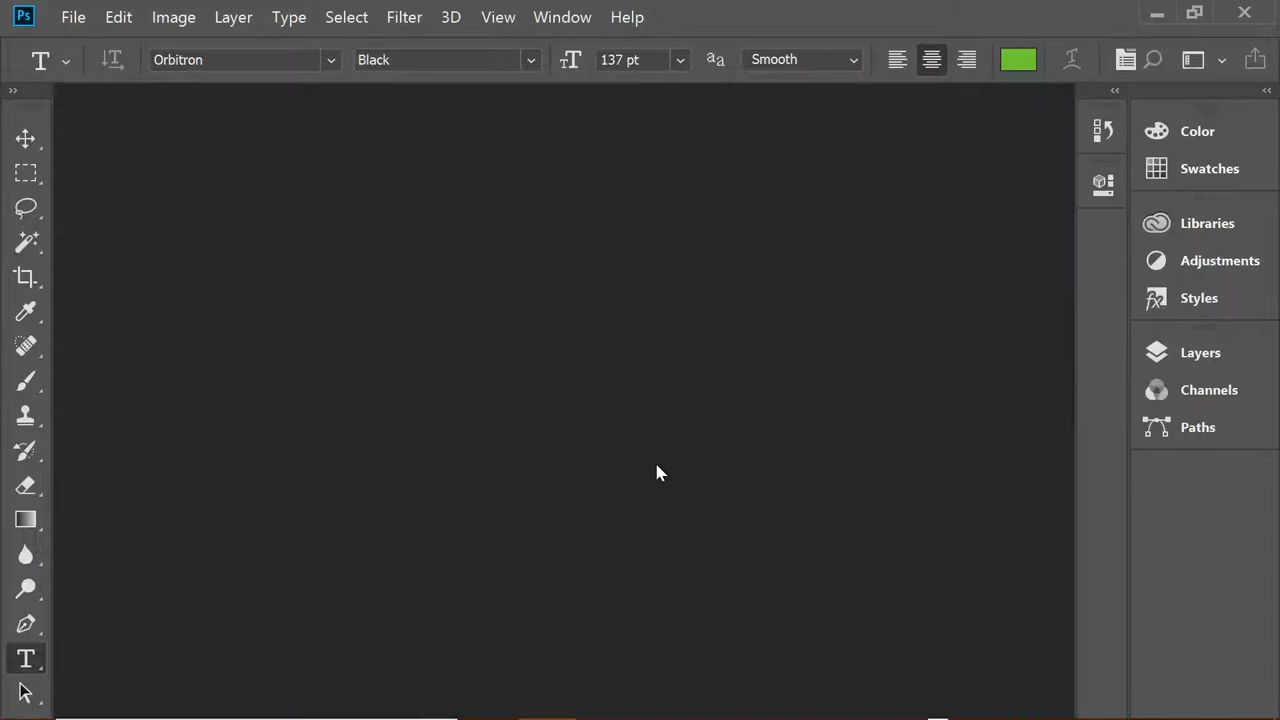 Ps File Edit Image Layer Type Select Filter 3D View Window Help
T Orbitron Black 137 pt Smooth
Color
Swatches
Libraries
Adjustments
Styles
Layers
Channels
Paths